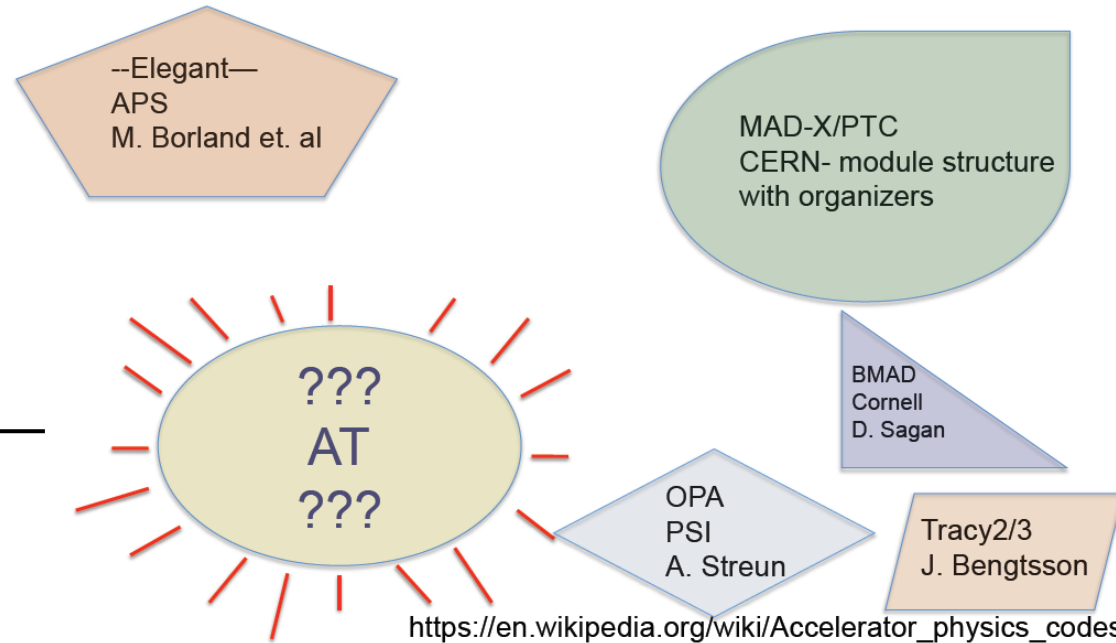 --Elegant—
APS
M. Borland et. al
MAD-X/PTC
CERN- module structure
with organizers
BMAD
Cornell
D. Sagan
???
AT
???
OPA
PSI
A. Streun
Tracy2/3
J. Bengtsson
https://en.wikipedia.org/wiki/Accelerator_physics_codes